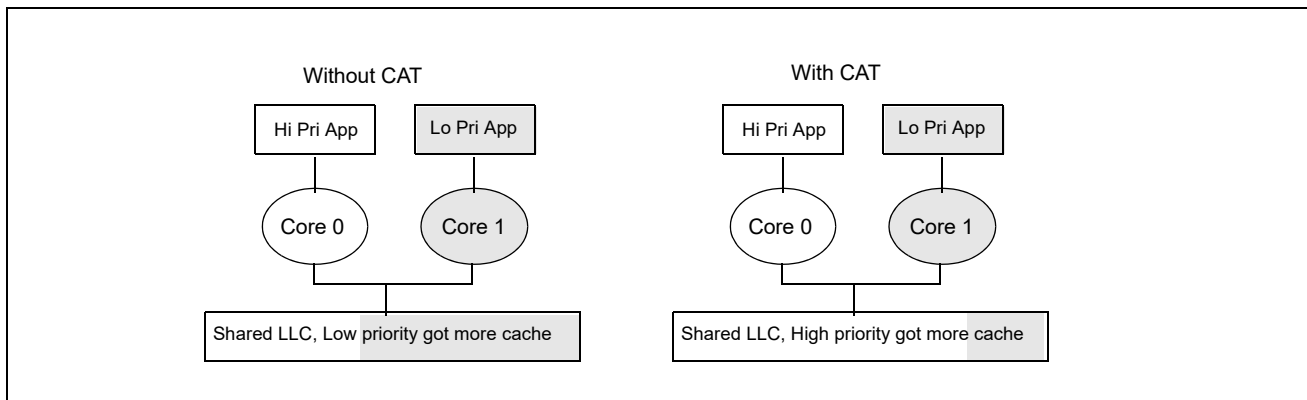 Without CAT
Hi Pri App
Lo Pri App
Core 0
Core 1
Shared LLC, Low priority got more cache
With CAT
Hi Pri App
Lo Pri App
Core 0
Core 1
Shared LLC, High priority got more cache